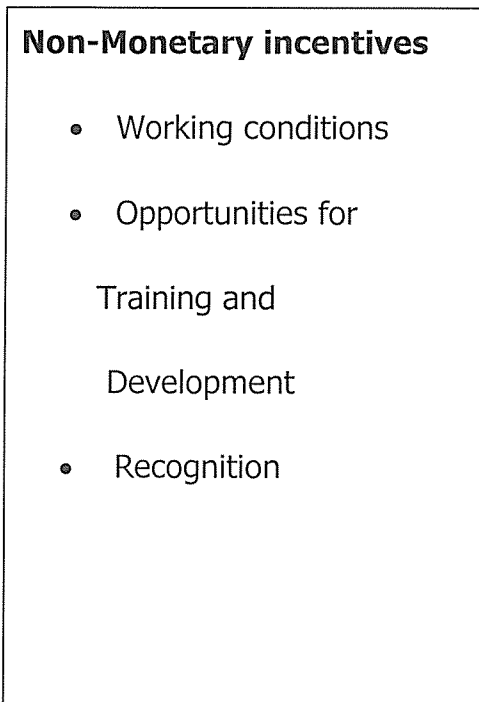 Non-Monetary incentives
• Working conditions
• Opportunities for
Training and
Development
• Recognition